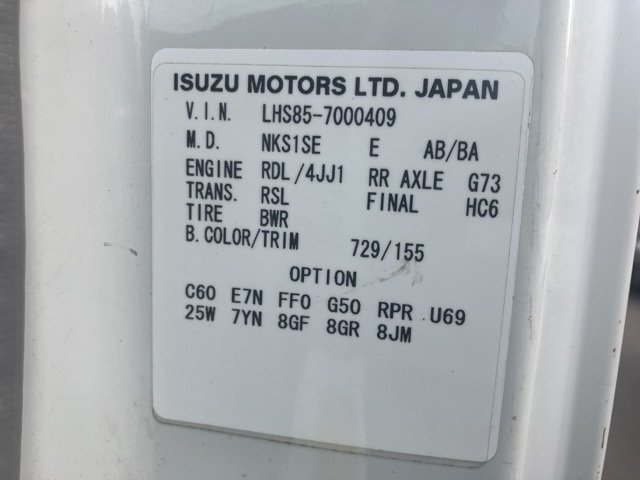 ISUZU MOTORS LTD. JAPAN
V.I.N. LHS85-7000409
M.D. NKS1SE E AB/BA
ENGINE RDL/4JJ1 RR AXLE G73
TRANS. RSL FINAL HC6
TIRE BWR
B.COLOR/TRIM 729/155
OPTION
C60 E7N FF0 G50 RPR U69
25W 7YN 8GF 8GR 8JM